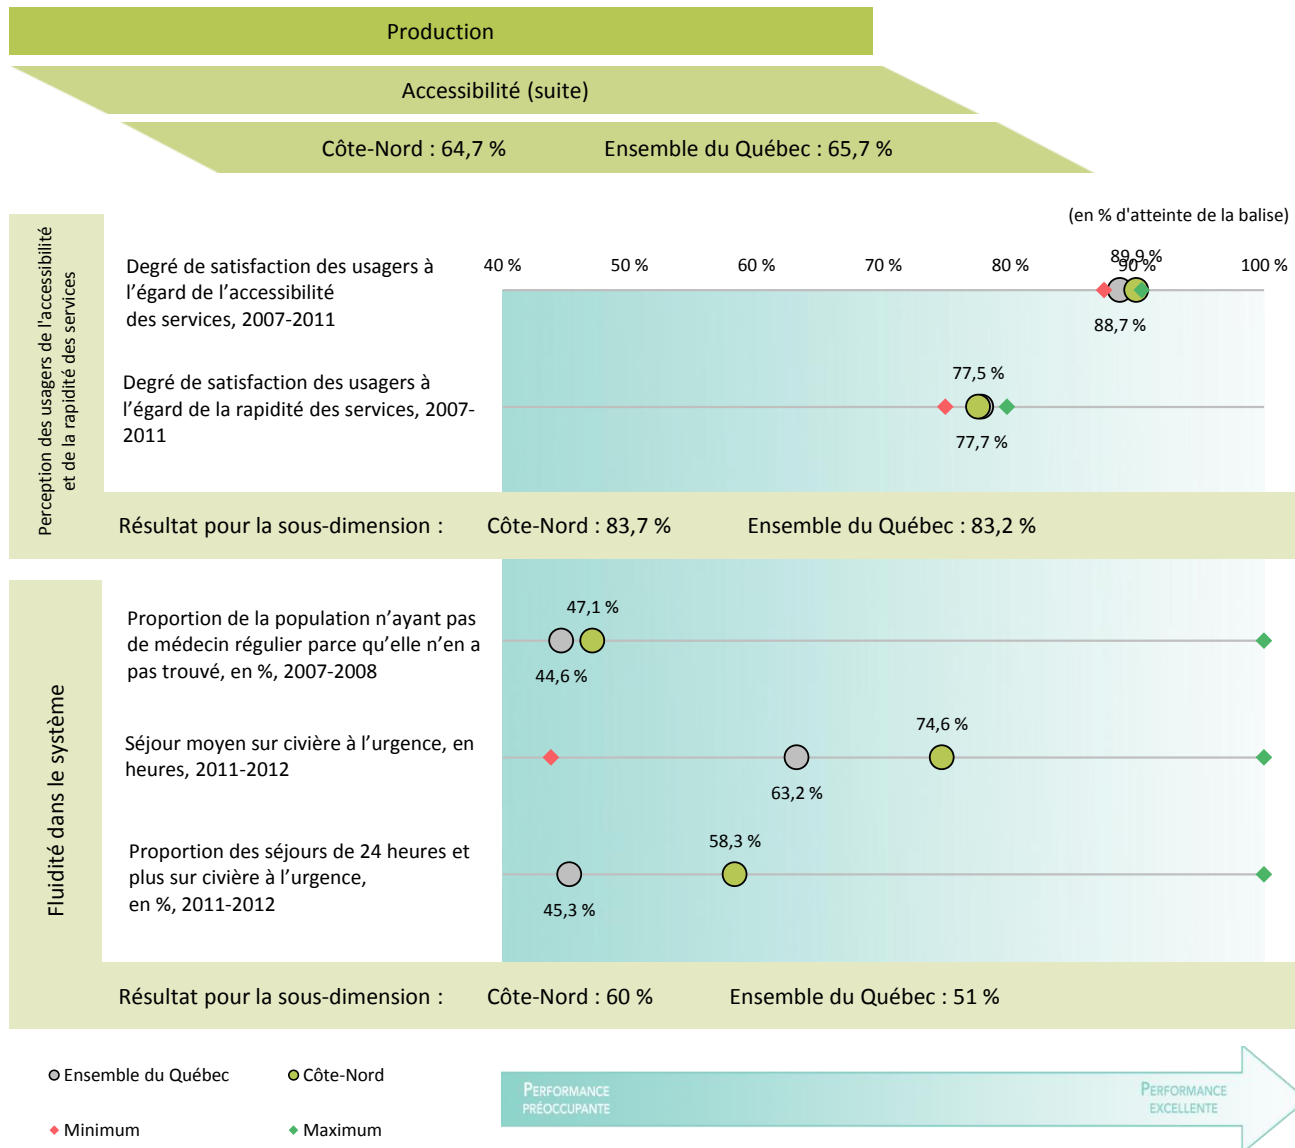 Production
Accessibilité (suite)
Côte-Nord : 64,7 % Ensemble du Québec : 65,7 %
(en % d'atteinte de la balise)
Perception des usagers de l'accessibilité
et de la rapidité des services
40 % 50 % 60 % 70 % 80 % 90 % 100 %
Degré de satisfaction des usagers à
l’égard de l’accessibilité
des services, 2007-2011
89,9 %
88,7 %
Degré de satisfaction des usagers à
l’égard de la rapidité des services, 2007-
2011
77,5 %
77,7 %
Résultat pour la sous-dimension : Côte-Nord : 83,7 % Ensemble du Québec : 83,2 %
Fluidité dans le système
Proportion de la population n’ayant pas
de médecin régulier parce qu’elle n’en a
pas trouvé, en %, 2007-2008
47,1 %
44,6 %
Séjour moyen sur civière à l’urgence, en
heures, 2011-2012
74,6 %
63,2 %
Proportion des séjours de 24 heures et
plus sur civière à l’urgence,
en %, 2011-2012
58,3 %
45,3 %
Résultat pour la sous-dimension : Côte-Nord : 60 % Ensemble du Québec : 51 %
Ensemble du Québec Côte-Nord
Minimum Maximum
PERFORMANCE
PRÉOCCUPANTE
PERFORMANCE
EXCELLENTE